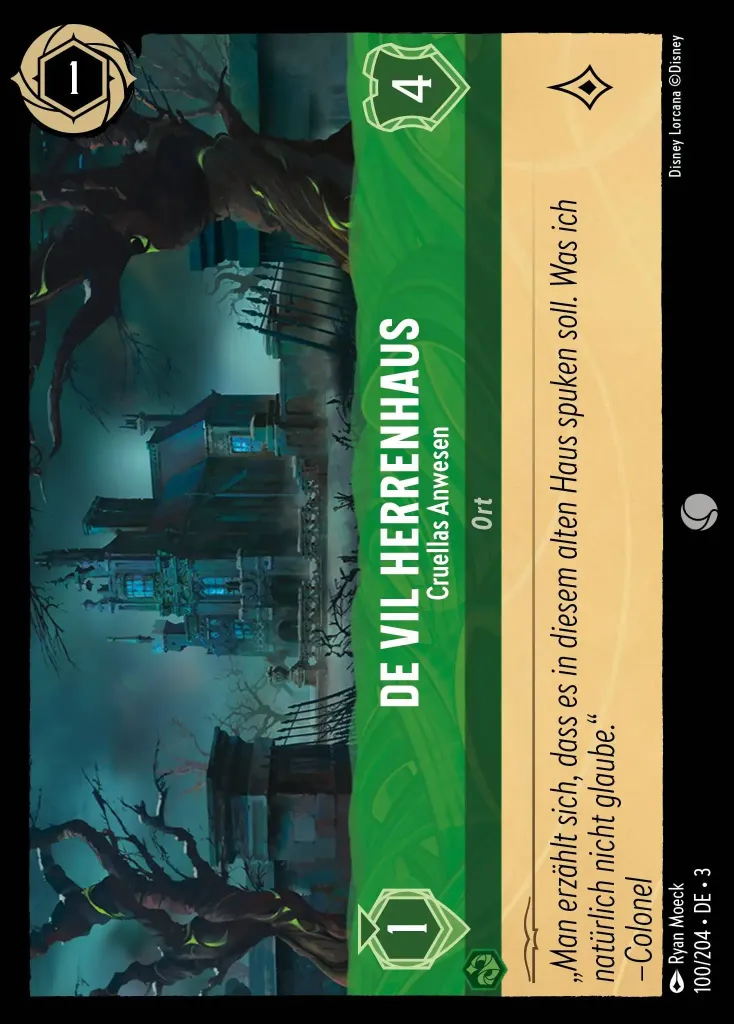 1
1
DE VIL HERRENHAUS
Cruellas Anwesen
4
Ort
„Man erzählt sich, dass es in diesem alten Haus spuken soll. Was ich
natürlich nicht glaube.“
–Colonel
Ryan Moeck
100/204 • DE • 3
Disney Lorcana ©Disney